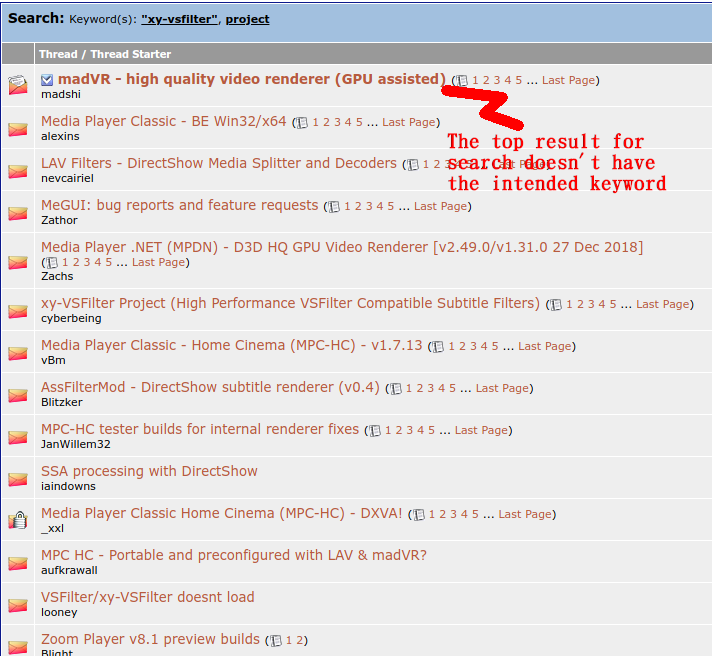 Search: Keyword(s): "xy-vsfilter", project
Thread / Thread Starter
madVR - high quality video renderer (GPU assisted) ( 1 2 3 4 5 ... Last Page)
madshi
Media Player Classic - BE Win32/x64 ( 1 2 3 4 5 ... Last Page)
alexins
The top result for
search doesn't have
the intended keyword
LAV Filters - DirectShow Media Splitter and Decoders ( 1 2 3 4 5 ... Last Page)
nevcairiel
MeGUI: bug reports and feature requests ( 1 2 3 4 5 ... Last Page)
Zathor
Media Player .NET (MPDN) - D3D HQ GPU Video Renderer [v2.49.0/v1.31.0 27 Dec 2018]
( 1 2 3 4 5 ... Last Page)
Zachs
xy-VSFilter Project (High Performance VSFilter Compatible Subtitle Filters) ( 1 2 3 4 5 ... Last Page)
cyberbeing
Media Player Classic - Home Cinema (MPC-HC) - v1.7.13 ( 1 2 3 4 5 ... Last Page)
vBm
AssFilterMod - DirectShow subtitle renderer (v0.4) ( 1 2 3 4 5 ... Last Page)
Blitzker
MPC-HC tester builds for internal renderer fixes ( 1 2 3 4 5 ... Last Page)
JanWillem32
SSA processing with DirectShow
iaindowns
Media Player Classic Home Cinema (MPC-HC) - DXVA! ( 1 2 3 4 5 ... Last Page)
_xxl
MPC HC - Portable and preconfigured with LAV & madVR?
aufkrawall
VSFilter/xy-VSFilter doesnt load
looney
Zoom Player v8.1 preview builds ( 1 2)
Blight